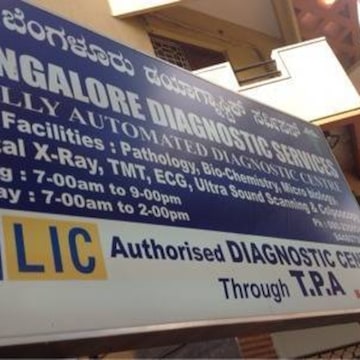 ಬೆಂಗಳೂರು ಡಯಾಗ್ನಾಸ್ಟಿಕ್ ಸರ್ವೀಸಸ್
NGALORE DIAGNOSTIC SERVICES
LLY AUTOMATED DIAGNOSTIC CENTRE
Facilities : Pathology, Bio-Chemistry, Micro biology
tal X-Ray, TMT, ECG, Ultra Sound Scanning &
g : 7-00am to 9-00pm
ay : 7-00am to 2-00pm
LIC Authorised DIAGNOSTIC CEN
Through T.P.A